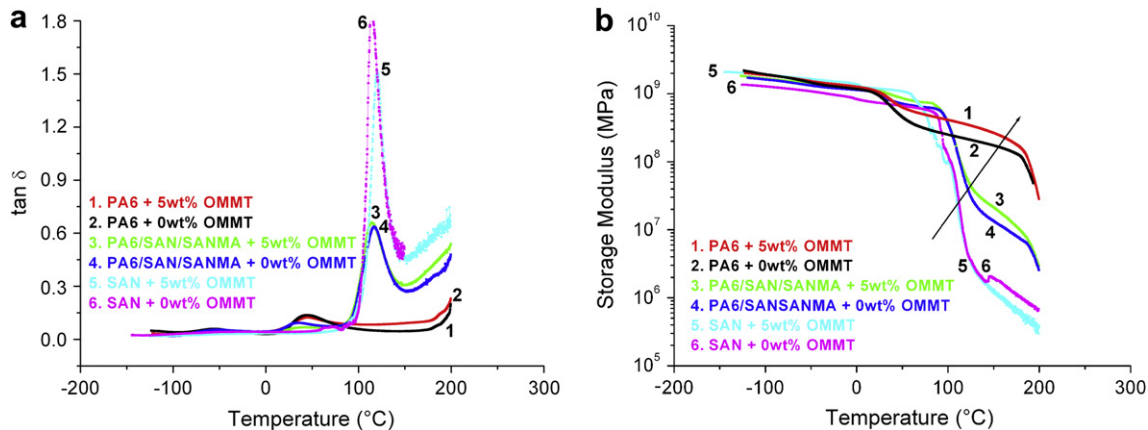 a
tan δ
1.8
1.5
1.2
0.9
0.6
0.3
0.0
6
5
3
4
2
1
1. PA6 + 5wt% OMMT
2. PA6 + 0wt% OMMT
3. PA6/SAN/SANMA + 5wt% OMMT
4. PA6/SAN/SANMA + 0wt% OMMT
5. SAN + 5wt% OMMT
6. SAN + 0wt% OMMT
-200 -100 0 100 200 300
Temperature (°C)
b
Storage Modulus (MPa)
10^10
10^9
10^8
10^7
10^6
10^5
5
6
1
2
3
4
5 6
1. PA6 + 5wt% OMMT
2. PA6 + 0wt% OMMT
3. PA6/SAN/SANMA + 5wt% OMMT
4. PA6/SANSANMA + 0wt% OMMT
5. SAN + 5wt% OMMT
6. SAN + 0wt% OMMT
-200 -100 0 100 200 300
Temperature (°C)